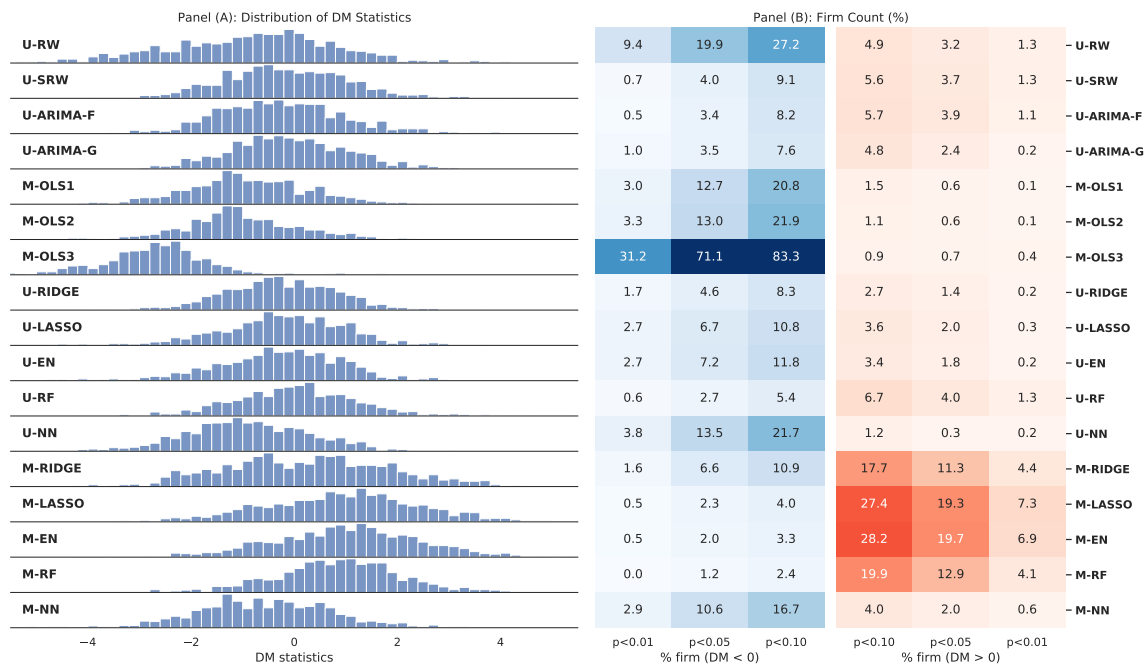 Panel (A): Distribution of DM Statistics
Panel (B): Firm Count (%)
U-RW 9.4 19.9 27.2 4.9 3.2 1.3 U-RW
U-SRW 0.7 4.0 9.1 5.6 3.7 1.3 U-SRW
U-ARIMA-F 0.5 3.4 8.2 5.7 3.9 1.1 U-ARIMA-F
U-ARIMA-G 1.0 3.5 7.6 4.8 2.4 0.2 U-ARIMA-G
M-OLS1 3.0 12.7 20.8 1.5 0.6 0.1 M-OLS1
M-OLS2 3.3 13.0 21.9 1.1 0.6 0.1 M-OLS2
M-OLS3 31.2 71.1 83.3 0.9 0.7 0.4 M-OLS3
U-RIDGE 1.7 4.6 8.3 2.7 1.4 0.2 U-RIDGE
U-LASSO 2.7 6.7 10.8 3.6 2.0 0.3 U-LASSO
U-EN 2.7 7.2 11.8 3.4 1.8 0.2 U-EN
U-RF 0.6 2.7 5.4 6.7 4.0 1.3 U-RF
U-NN 3.8 13.5 21.7 1.2 0.3 0.2 U-NN
M-RIDGE 1.6 6.6 10.9 17.7 11.3 4.4 M-RIDGE
M-LASSO 0.5 2.3 4.0 27.4 19.3 7.3 M-LASSO
M-EN 0.5 2.0 3.3 28.2 19.7 6.9 M-EN
M-RF 0.0 1.2 2.4 19.9 12.9 4.1 M-RF
M-NN 2.9 10.6 16.7 4.0 2.0 0.6 M-NN
−4 −2 0 2 4 p<0.01 p<0.05 p<0.10 p<0.10 p<0.05 p<0.01
DM statistics % firm (DM < 0) % firm (DM > 0)